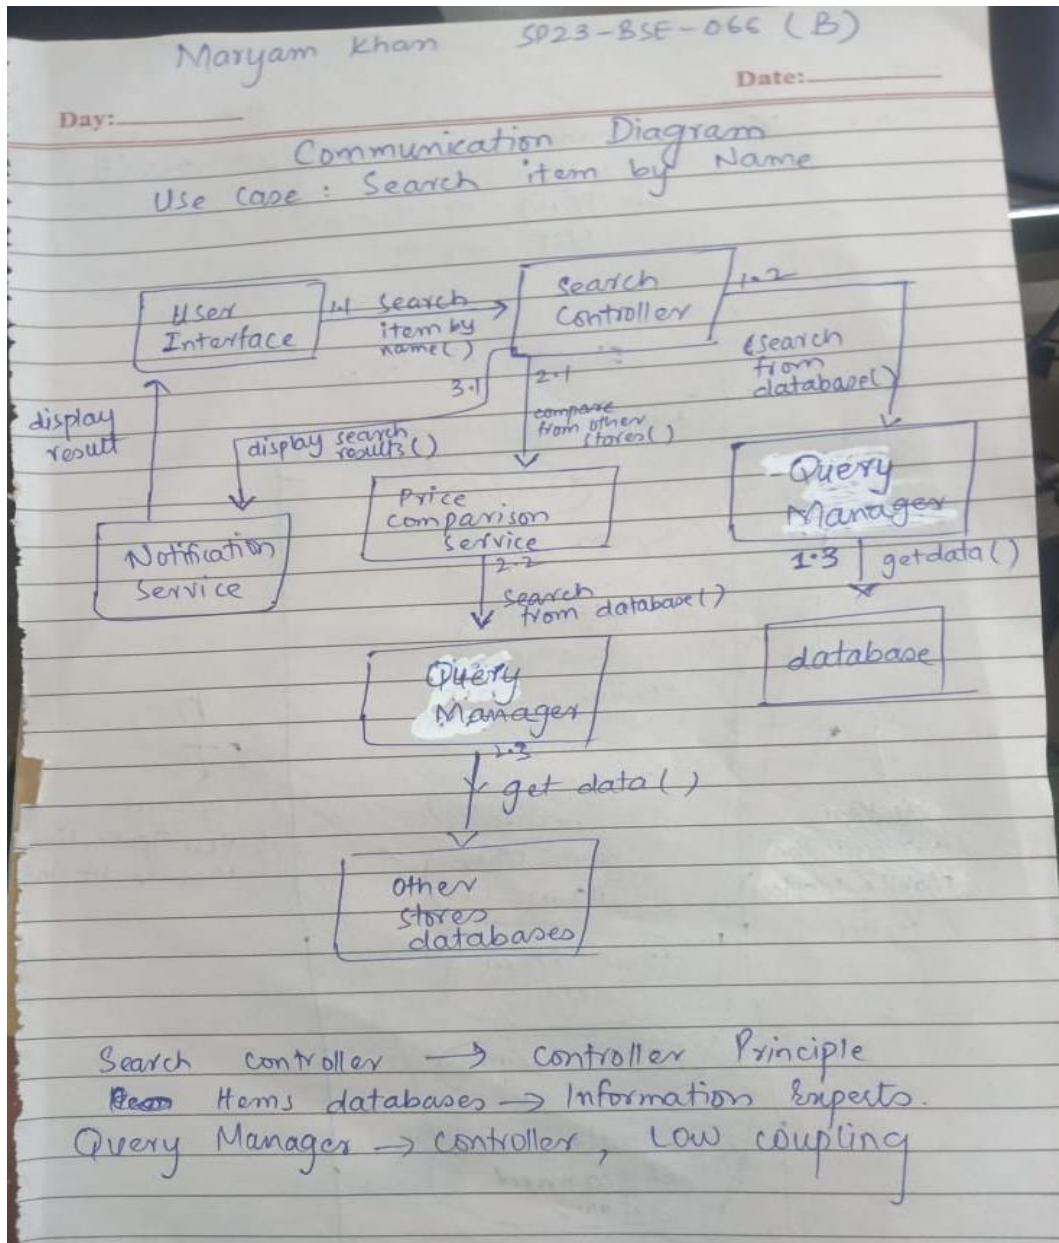 Maryam Khan SP23-BSE-066 (B)
Date:
Day:
Communication Diagram
Use Case : Search item by Name
User
Interface
1.1 search
item by
name()
Search
Controller
1.2
search
from
database()
3.1
display search
results()
2.1
compare
from other
stores()
display
result
Notification
Service
Price
comparison
service
Query
Manager
2.2
search
from database()
1.3 getdata()
database
Query
Manager
get data()
other
stores
databases
Search controller → controller Principle
Items databases → Information Experts.
Query Manager → controller, Low coupling